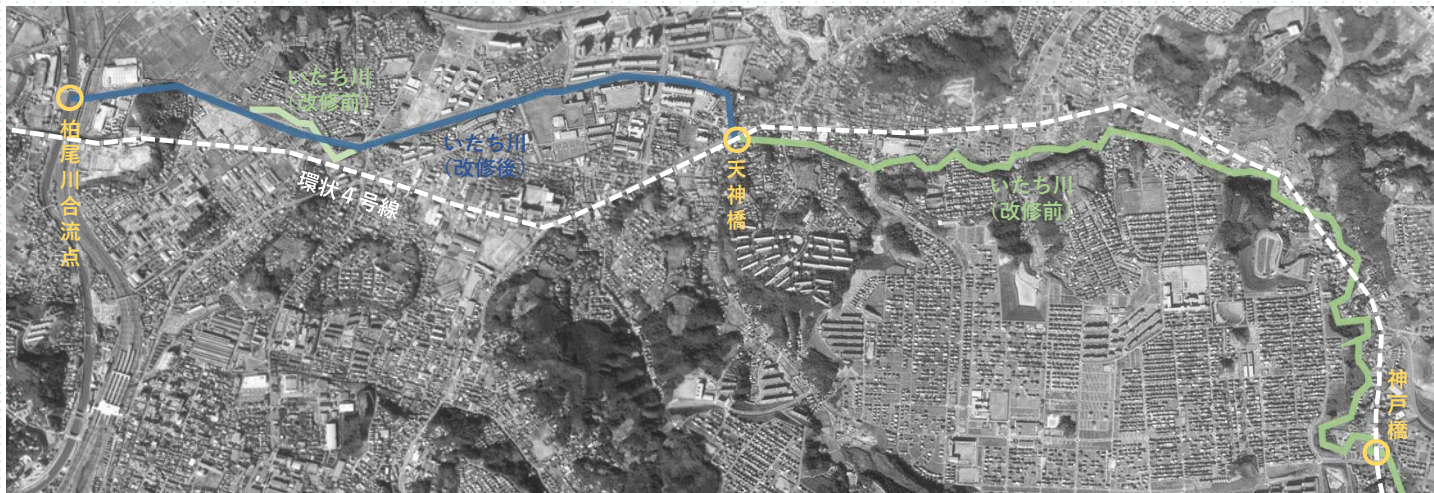 いたち川
（改修前）
柏尾川合流点
いたち川
（改修後）
環状４号線
天神橋
いたち川
（改修前）
神戸橋